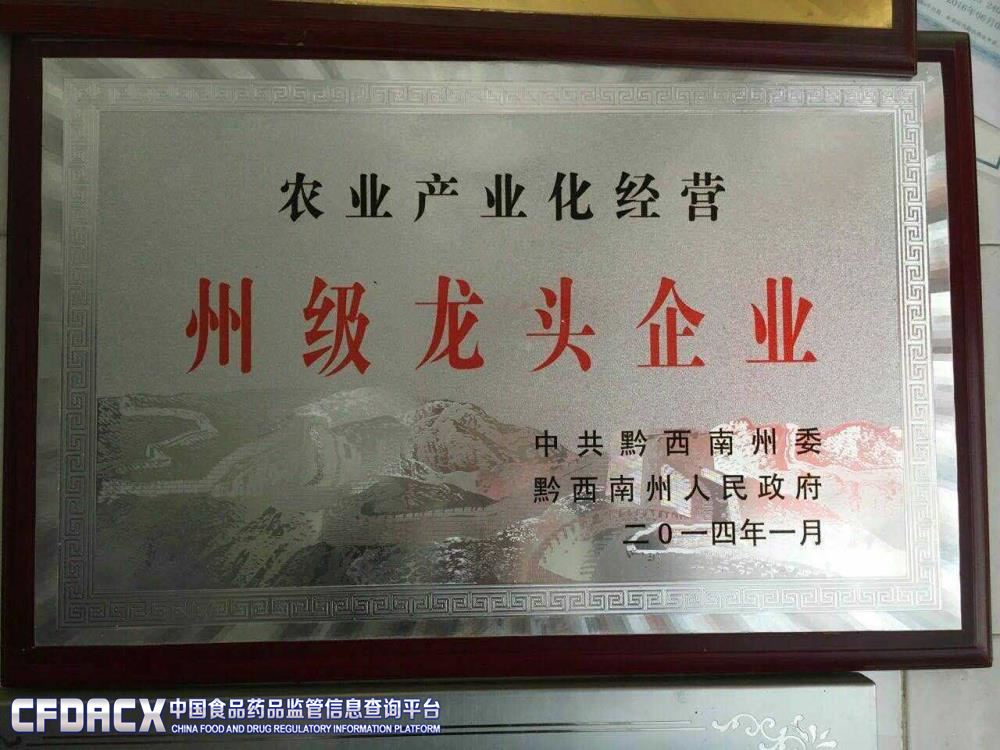 农业产业化经营
州级龙头企业
中共黔西南州委
黔西南州人民政府
二0一四年一月
CFDACX 中国食品药品监管信息查询平台
CHINA FOOD AND DRUG REGULATORY INFORMATION PLATFORM